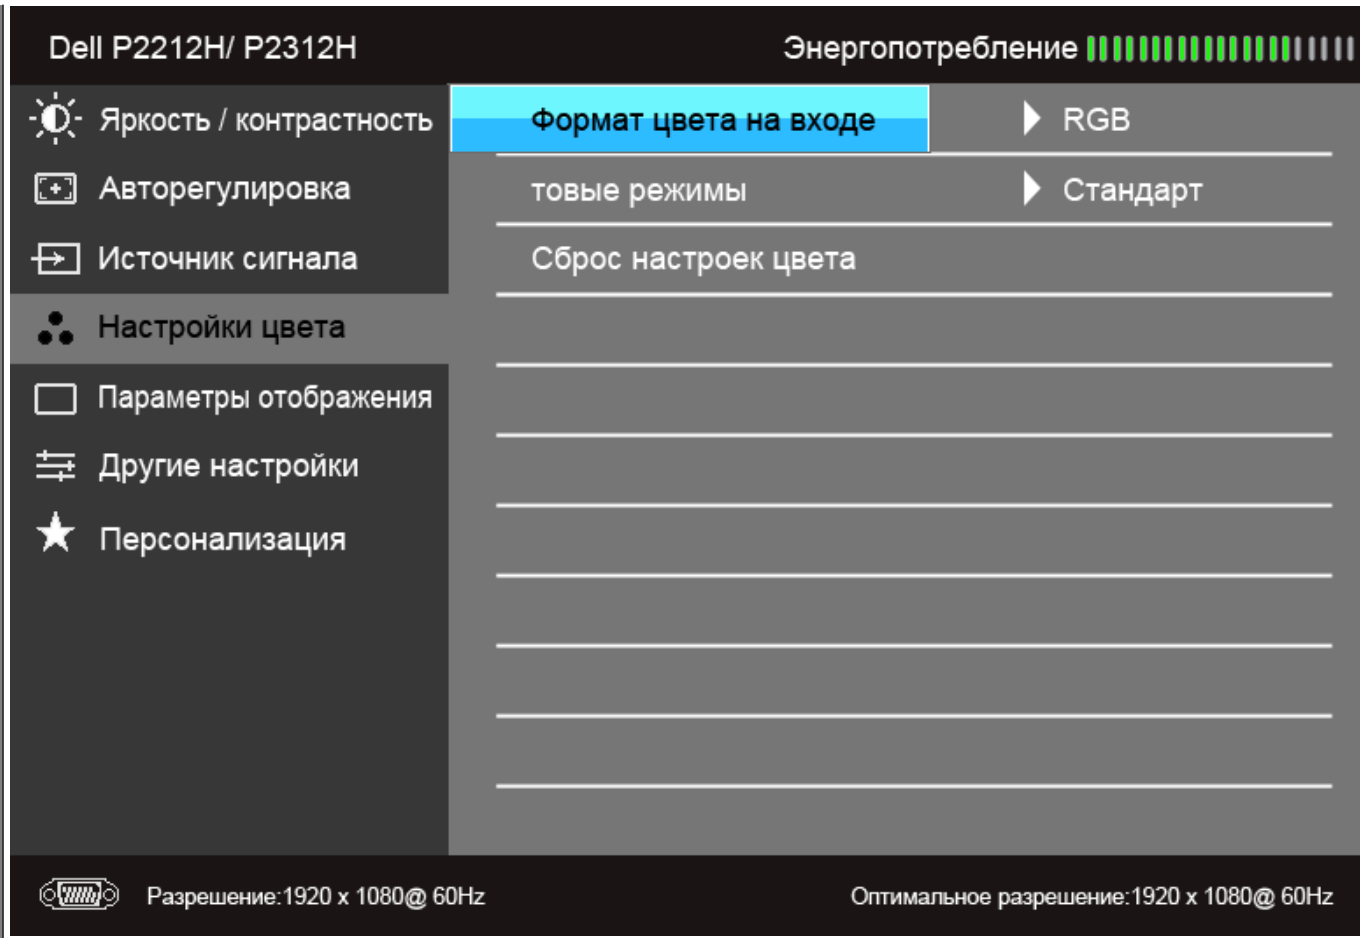 Dell P2212H/ P2312H
Энергопотребление
Яркость / контрастность
Формат цвета на входе
RGB
Авторегулировка
товые режимы
Стандарт
Источник сигнала
Сброс настроек цвета
Настройки цвета
Параметры отображения
Другие настройки
Персонализация
Разрешение:1920 x 1080@ 60Hz
Оптимальное разрешение:1920 x 1080@ 60Hz